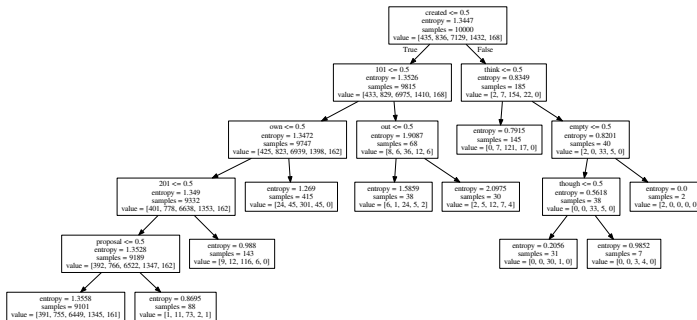 created <= 0.5
entropy = 1.3447
samples = 10000
value = [435, 836, 7129, 1432, 168]
True
False
101 <= 0.5
entropy = 1.3526
samples = 9815
value = [433, 829, 6975, 1410, 168]
think <= 0.5
entropy = 0.8349
samples = 185
value = [2, 7, 154, 22, 0]
own <= 0.5
entropy = 1.3472
samples = 9747
value = [425, 823, 6939, 1398, 162]
out <= 0.5
entropy = 1.9087
samples = 68
value = [8, 6, 36, 12, 6]
entropy = 0.7915
samples = 145
value = [0, 7, 121, 17, 0]
empty <= 0.5
entropy = 0.8201
samples = 40
value = [2, 0, 33, 5, 0]
201 <= 0.5
entropy = 1.349
samples = 9332
value = [401, 778, 6638, 1353, 162]
entropy = 1.269
samples = 415
value = [24, 45, 301, 45, 0]
entropy = 1.5859
samples = 38
value = [6, 1, 24, 5, 2]
entropy = 2.0975
samples = 30
value = [2, 5, 12, 7, 4]
though <= 0.5
entropy = 0.5618
samples = 38
value = [0, 0, 33, 5, 0]
entropy = 0.0
samples = 2
value = [2, 0, 0, 0, 0]
proposal <= 0.5
entropy = 1.3528
samples = 9189
value = [392, 766, 6522, 1347, 162]
entropy = 0.988
samples = 143
value = [9, 12, 116, 6, 0]
entropy = 0.2056
samples = 31
value = [0, 0, 30, 1, 0]
entropy = 0.9852
samples = 7
value = [0, 0, 3, 4, 0]
entropy = 1.3558
samples = 9101
value = [391, 755, 6449, 1345, 161]
entropy = 0.8695
samples = 88
value = [1, 11, 73, 2, 1]